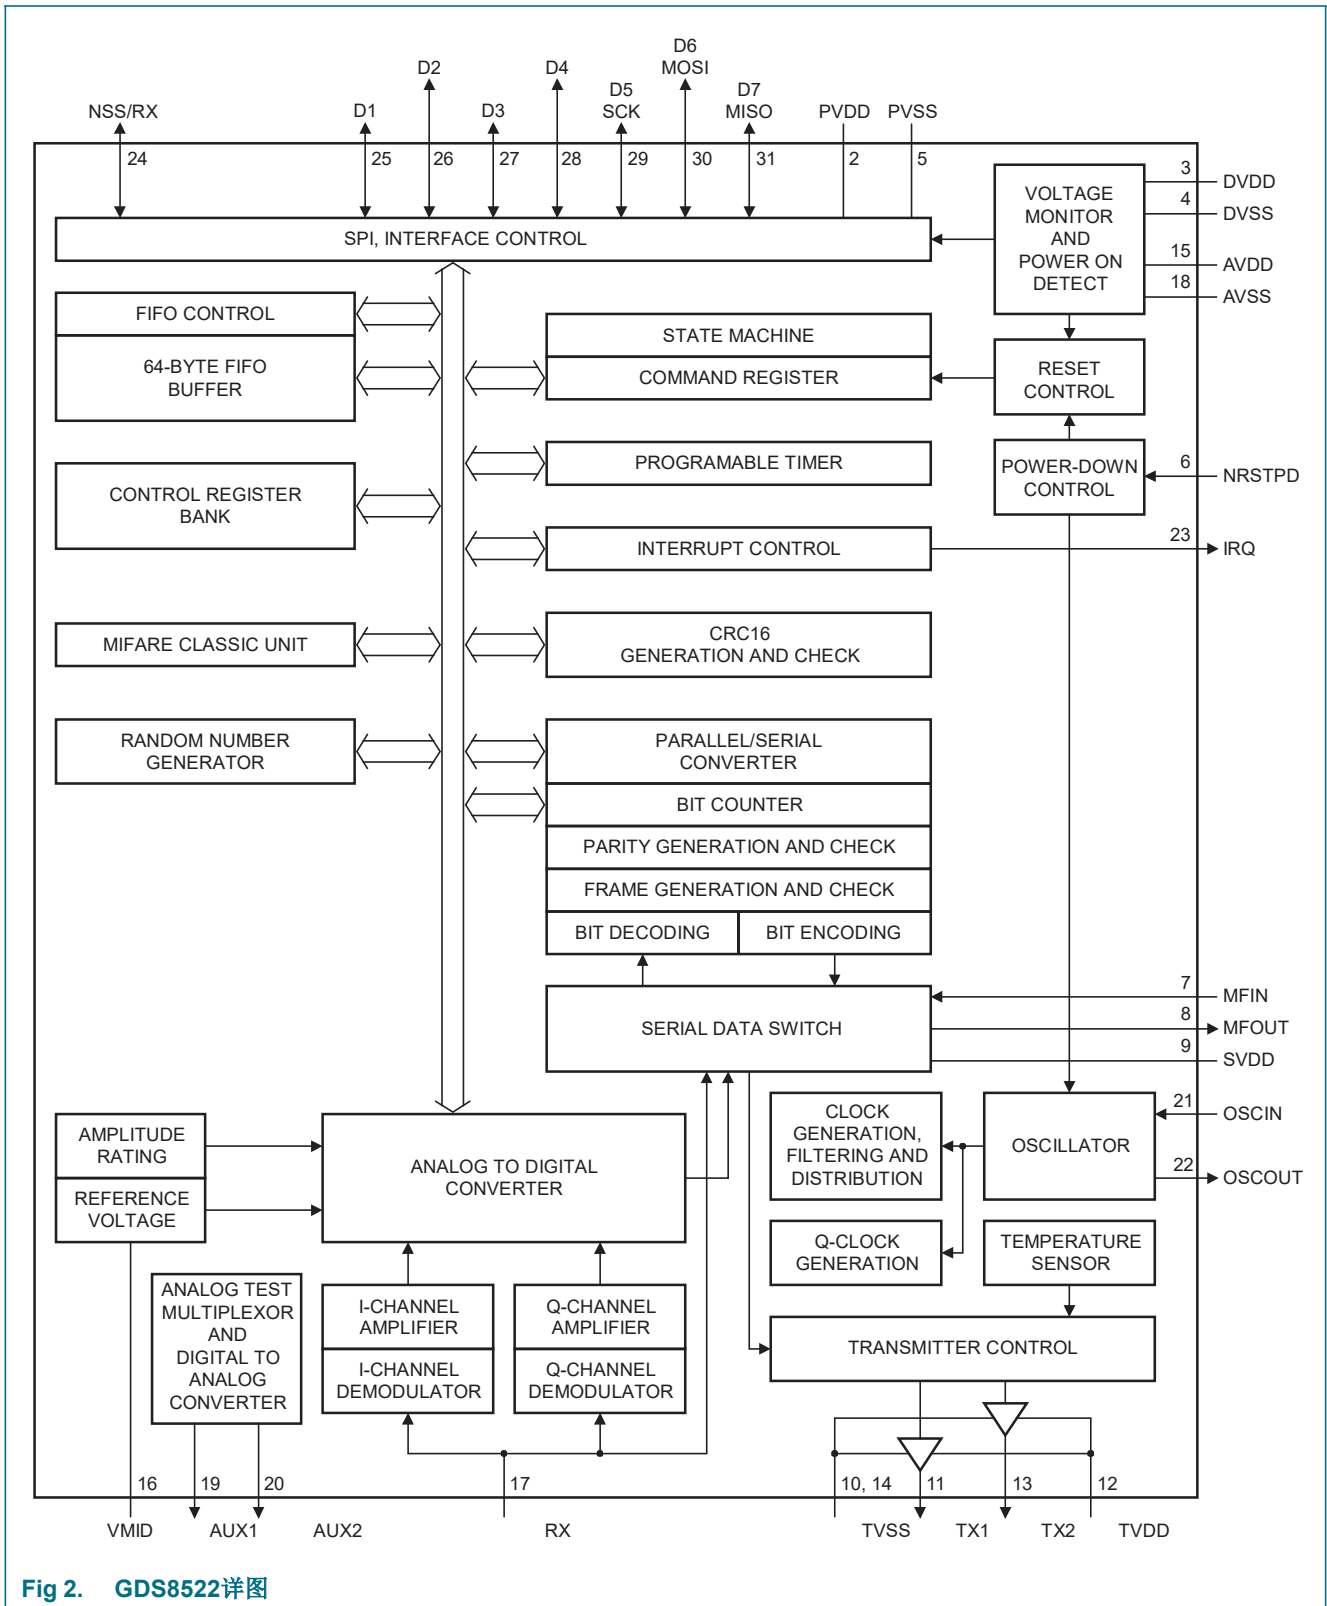 D6
D2
D4
MOSI
D5
D7
NSS/RX
D1
D3
SCK
MISO
PVDD
PVSS
24
25
26
27
28
29
30
31
2
5
3
DVDD
4
DVSS
15
AVDD
18
AVSS
VOLTAGE
MONITOR
AND
POWER ON
DETECT
SPI, INTERFACE CONTROL
FIFO CONTROL
64-BYTE FIFO
BUFFER
STATE MACHINE
COMMAND REGISTER
RESET
CONTROL
CONTROL REGISTER
BANK
PROGRAMABLE TIMER
POWER-DOWN
CONTROL
6
NRSTPD
INTERRUPT CONTROL
23
IRQ
MIFARE CLASSIC UNIT
CRC16
GENERATION AND CHECK
RANDOM NUMBER
GENERATOR
PARALLEL/SERIAL
CONVERTER
BIT COUNTER
PARITY GENERATION AND CHECK
FRAME GENERATION AND CHECK
BIT DECODING
BIT ENCODING
SERIAL DATA SWITCH
7
MFIN
8
MFOUT
9
SVDD
AMPLITUDE
RATING
REFERENCE
VOLTAGE
ANALOG TO DIGITAL
CONVERTER
CLOCK
GENERATION,
FILTERING AND
DISTRIBUTION
OSCILLATOR
21
OSCIN
22
OSCOUT
Q-CLOCK
GENERATION
TEMPERATURE
SENSOR
ANALOG TEST
MULTIPLEXOR
AND
DIGITAL TO
ANALOG
CONVERTER
I-CHANNEL
AMPLIFIER
I-CHANNEL
DEMODULATOR
Q-CHANNEL
AMPLIFIER
Q-CHANNEL
DEMODULATOR
TRANSMITTER CONTROL
16
19
20
17
10, 14
11
13
12
VMID
AUX1
AUX2
RX
TVSS
TX1
TX2
TVDD
Fig 2. GDS8522详图